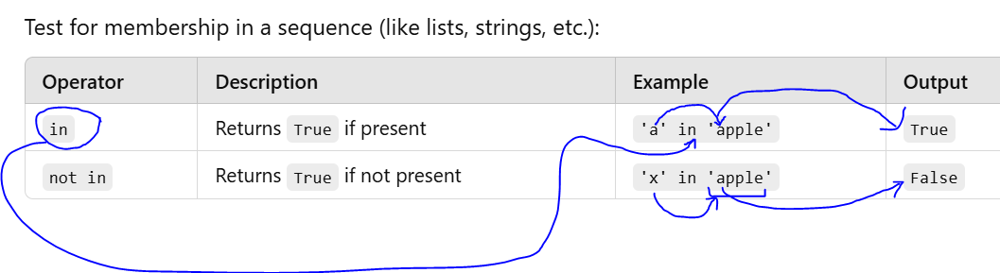 Test for membership in a sequence (like lists, strings, etc.):
Operator Description Example Output
in Returns True if present 'a' in 'apple' True
not in Returns True if not present 'x' in 'apple' False